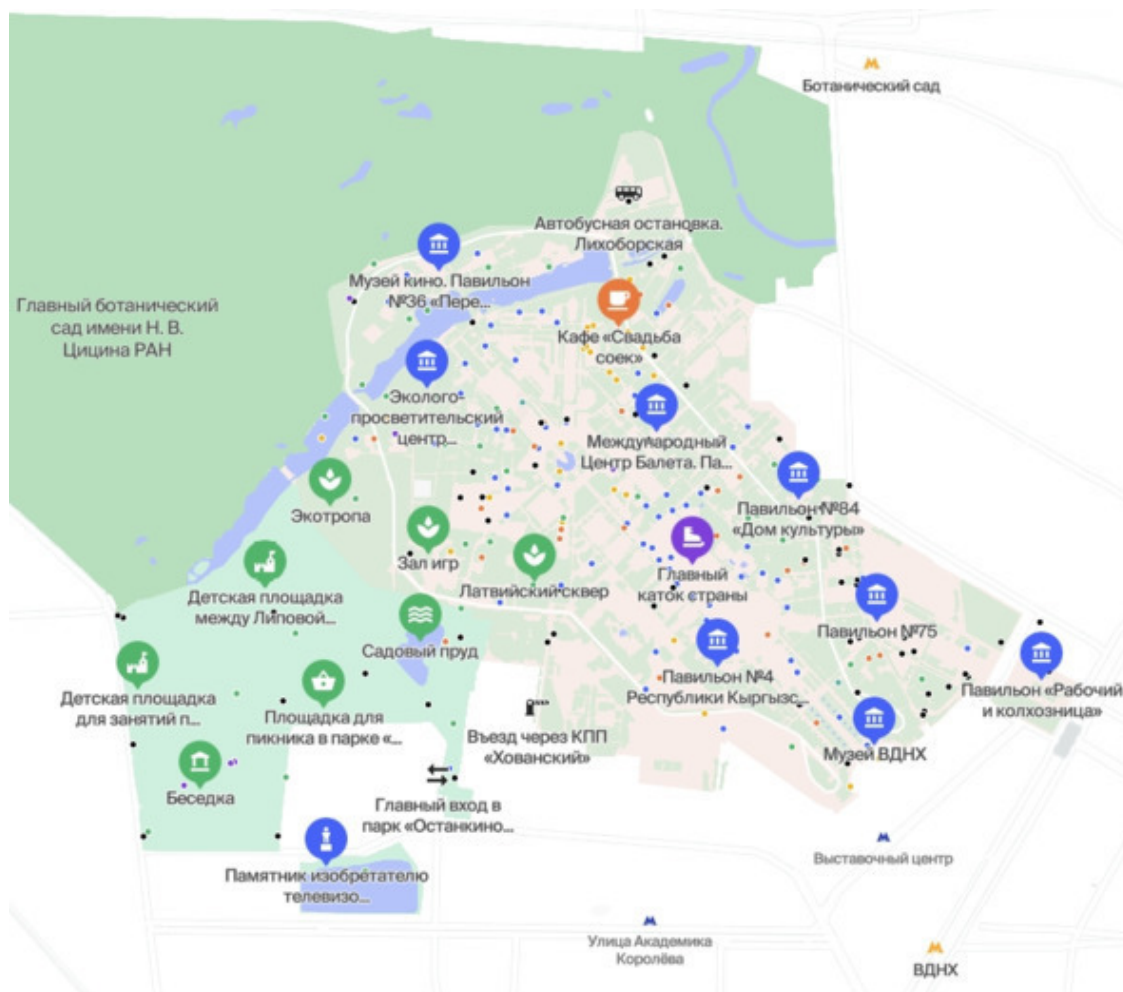 Ботанический сад
Автобусная остановка.
Лихоборская
Музей кино. Павильон
№36 «Пере...
Главный ботанический
сад имени Н. В.
Цицина РАН
Кафе «Свадьба
соек»
Эколого-
просветительский
центр...
Международный
Центр Балета. Па...
Экотропа
Павильон №84
«Дом культуры»
Зал игр
Латвийский сквер
Главный
каток страны
Детская площадка
между Липовой...
Павильон №75
Садовый пруд
Детская площадка
для занятий п...
Площадка для
пикника в парке «...
Павильон №4
Республики Кыргызс...
Павильон «Рабочий
и колхозница»
Въезд через КПП
«Хованский»
Музей ВДНХ
Беседка
Главный вход в
парк «Останкино...
Выставочный центр
Памятник изобретателю
телевизо...
Улица Академика
Королёва
ВДНХ